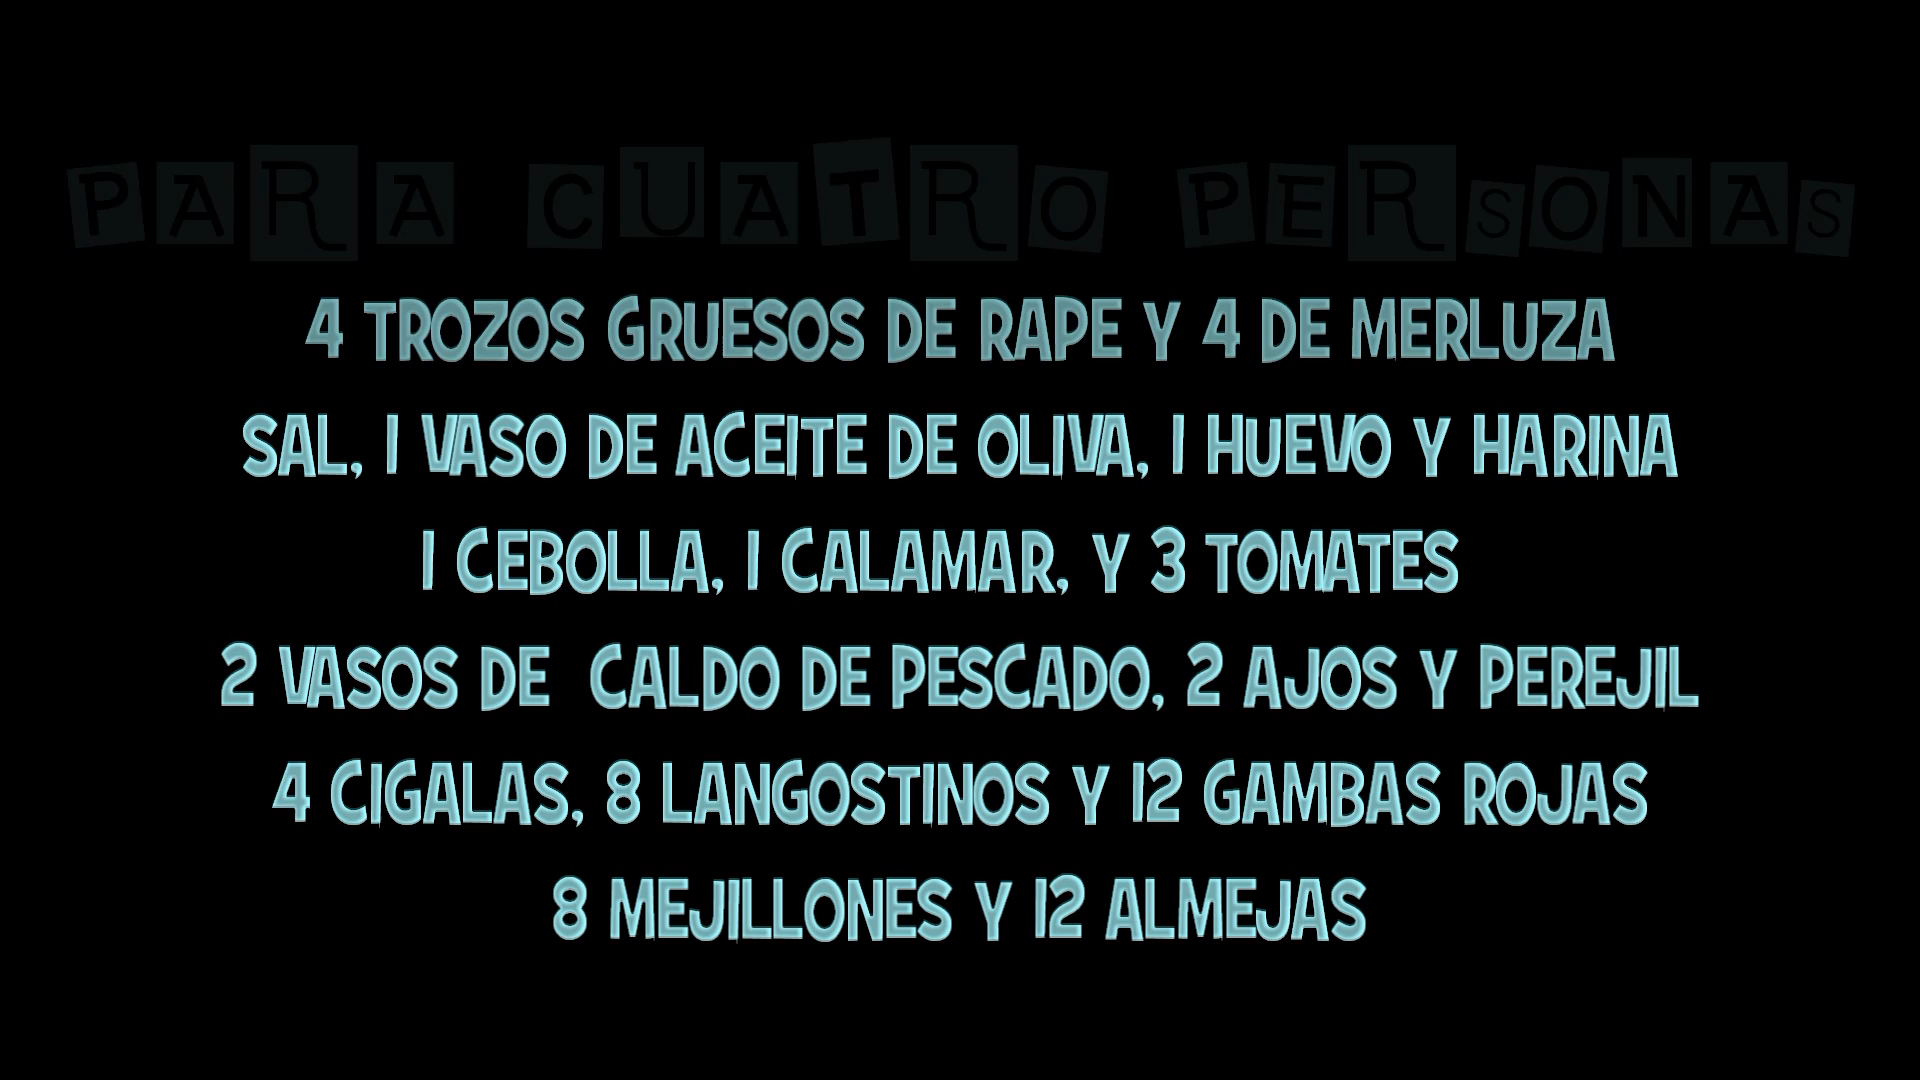 PARA CUATRO PERSONAS
4 TROZOS GRUESOS DE RAPE Y 4 DE MERLUZA
SAL, 1 VASO DE ACEITE DE OLIVA, 1 HUEVO Y HARINA
1 CEBOLLA, 1 CALAMAR, Y 3 TOMATES
2 VASOS DE CALDO DE PESCADO, 2 AJOS Y PEREJIL
4 CIGALAS, 8 LANGOSTINOS Y 12 GAMBAS ROJAS
8 MEJILLONES Y 12 ALMEJAS